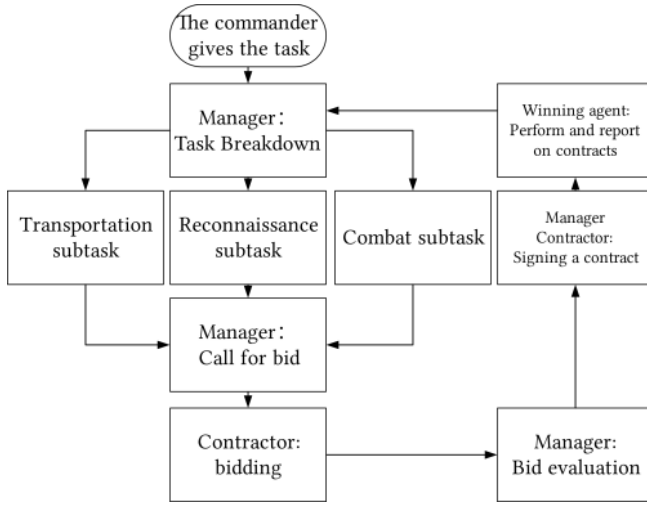 The commander
gives the task
Manager:
Task Breakdown
Winning agent:
Perform and report
on contracts
Transportation
subtask
Reconnaissance
subtask
Combat subtask
Manager
Contractor:
Signing a contract
Manager:
Call for bid
Contractor:
bidding
Manager:
Bid evaluation